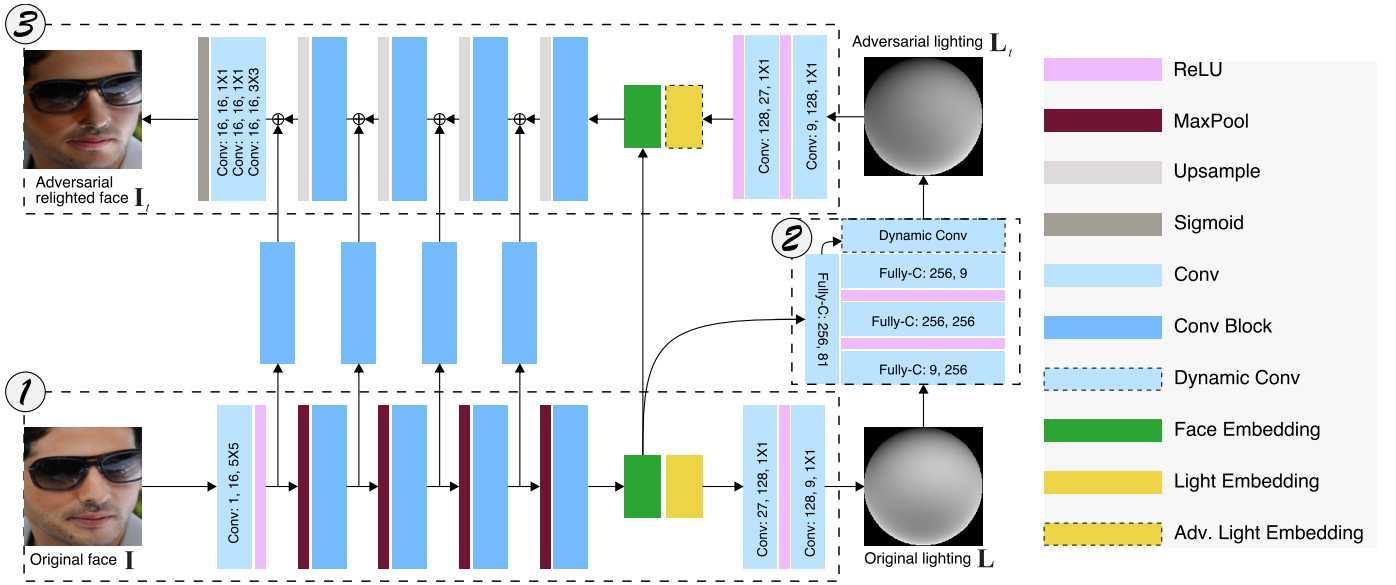 3
Adversarial
relighted face Iₜ
Conv: 16, 16, 1X1
Conv: 16, 16, 1X1
Conv: 16, 16, 3X3
Conv: 128, 27, 1X1
Conv: 9, 128, 1X1
Adversarial lighting Lₜ
2
Dynamic Conv
Fully-C: 256, 81
Fully-C: 256, 9
Fully-C: 256, 256
Fully-C: 9, 256
1
Original face I
Conv: 1, 16, 5X5
Conv: 27, 128, 1X1
Conv: 128, 9, 1X1
Original lighting L
ReLU
MaxPool
Upsample
Sigmoid
Conv
Conv Block
Dynamic Conv
Face Embedding
Light Embedding
Adv. Light Embedding